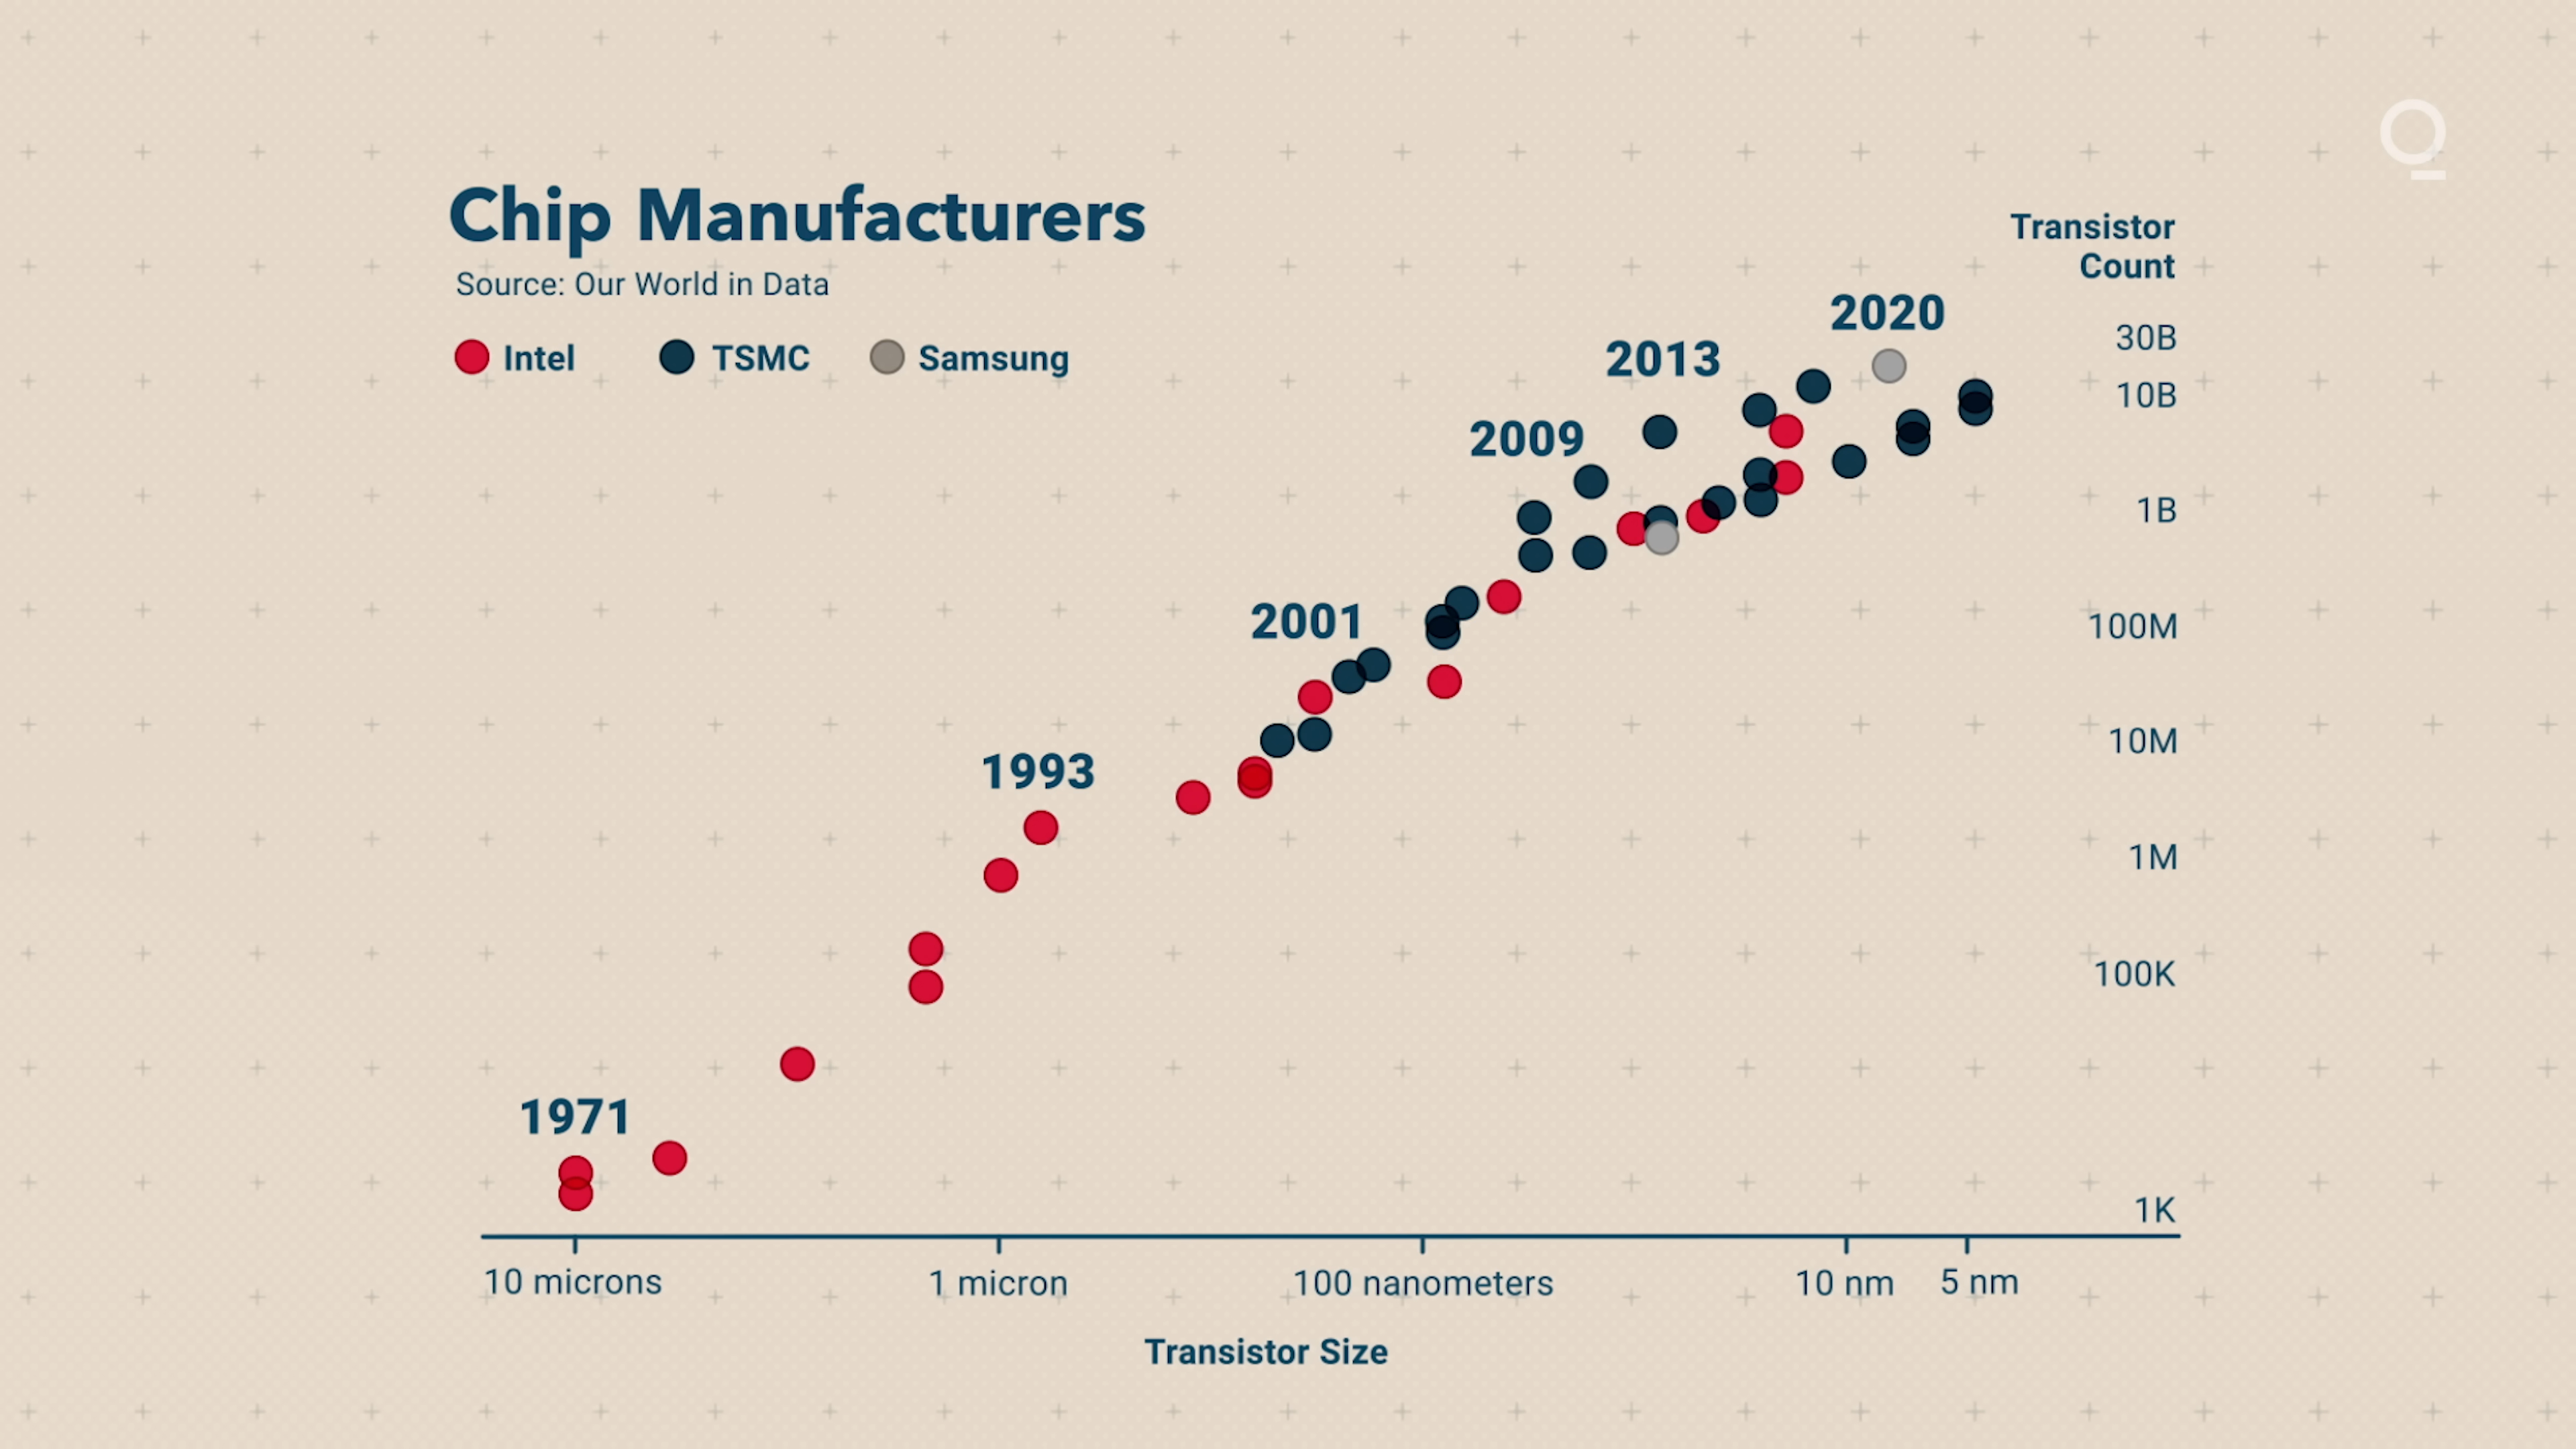 Chip Manufacturers
Source: Our World in Data
Intel
TSMC
Samsung
Transistor
Count
30B
10B
1B
100M
10M
1M
100K
1K
2020
2013
2009
2001
1993
1971
10 microns
1 micron
100 nanometers
10 nm
5 nm
Transistor Size